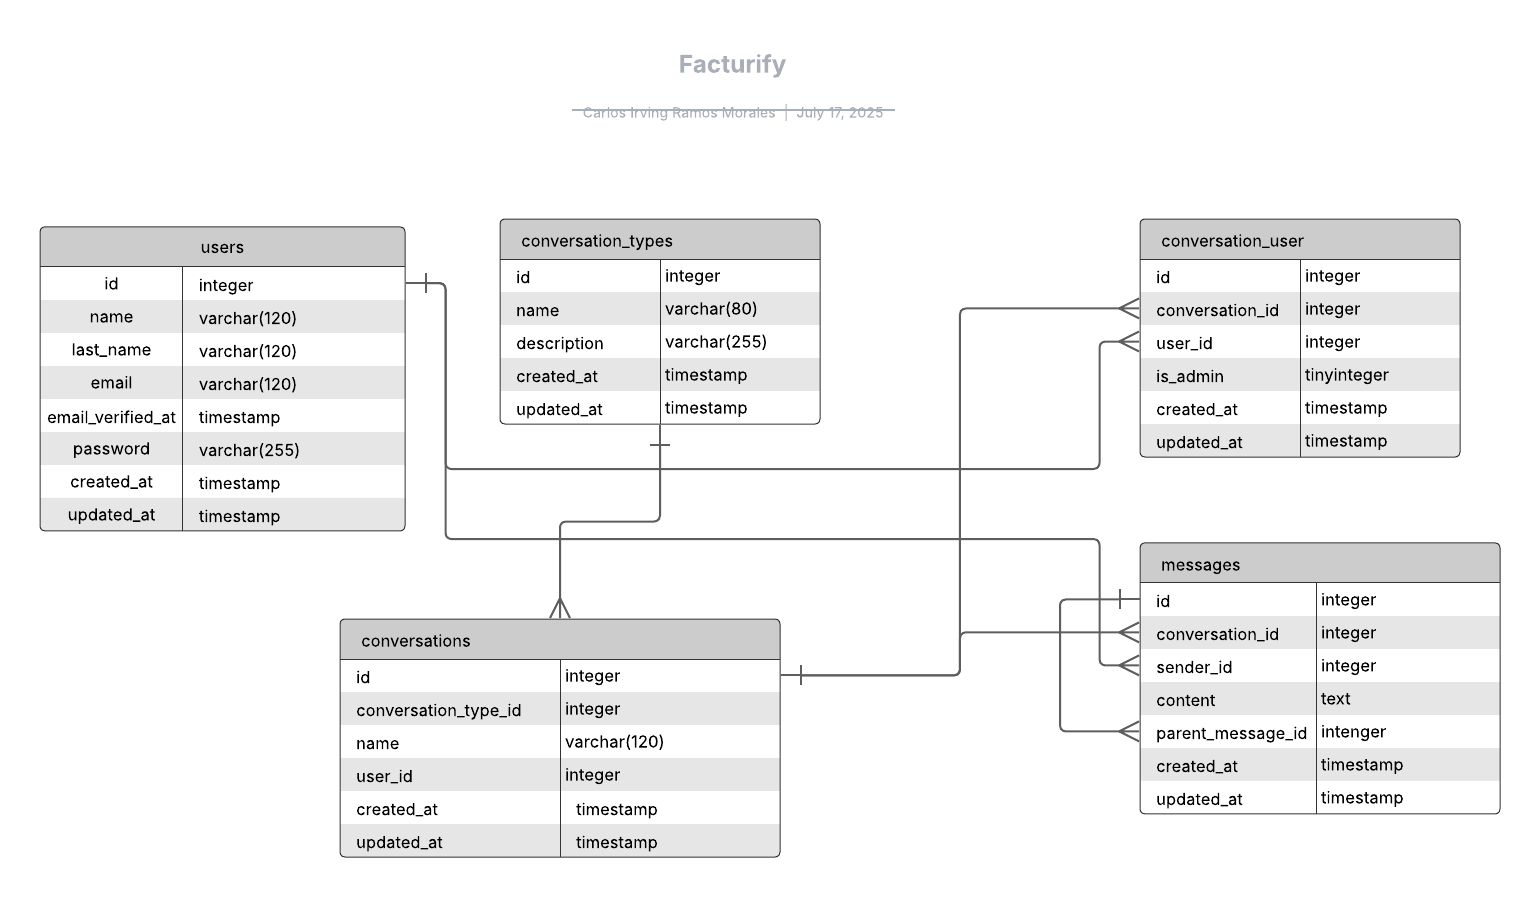 Facturify
Carlos Irving Ramos Morales | July 17, 2025
users
id integer
name varchar(120)
last_name varchar(120)
email varchar(120)
email_verified_at timestamp
password varchar(255)
created_at timestamp
updated_at timestamp
conversation_types
id integer
name varchar(80)
description varchar(255)
created_at timestamp
updated_at timestamp
conversation_user
id integer
conversation_id integer
user_id integer
is_admin tinyinteger
created_at timestamp
updated_at timestamp
conversations
id integer
conversation_type_id integer
name varchar(120)
user_id integer
created_at timestamp
updated_at timestamp
messages
id integer
conversation_id integer
sender_id integer
content text
parent_message_id intenger
created_at timestamp
updated_at timestamp